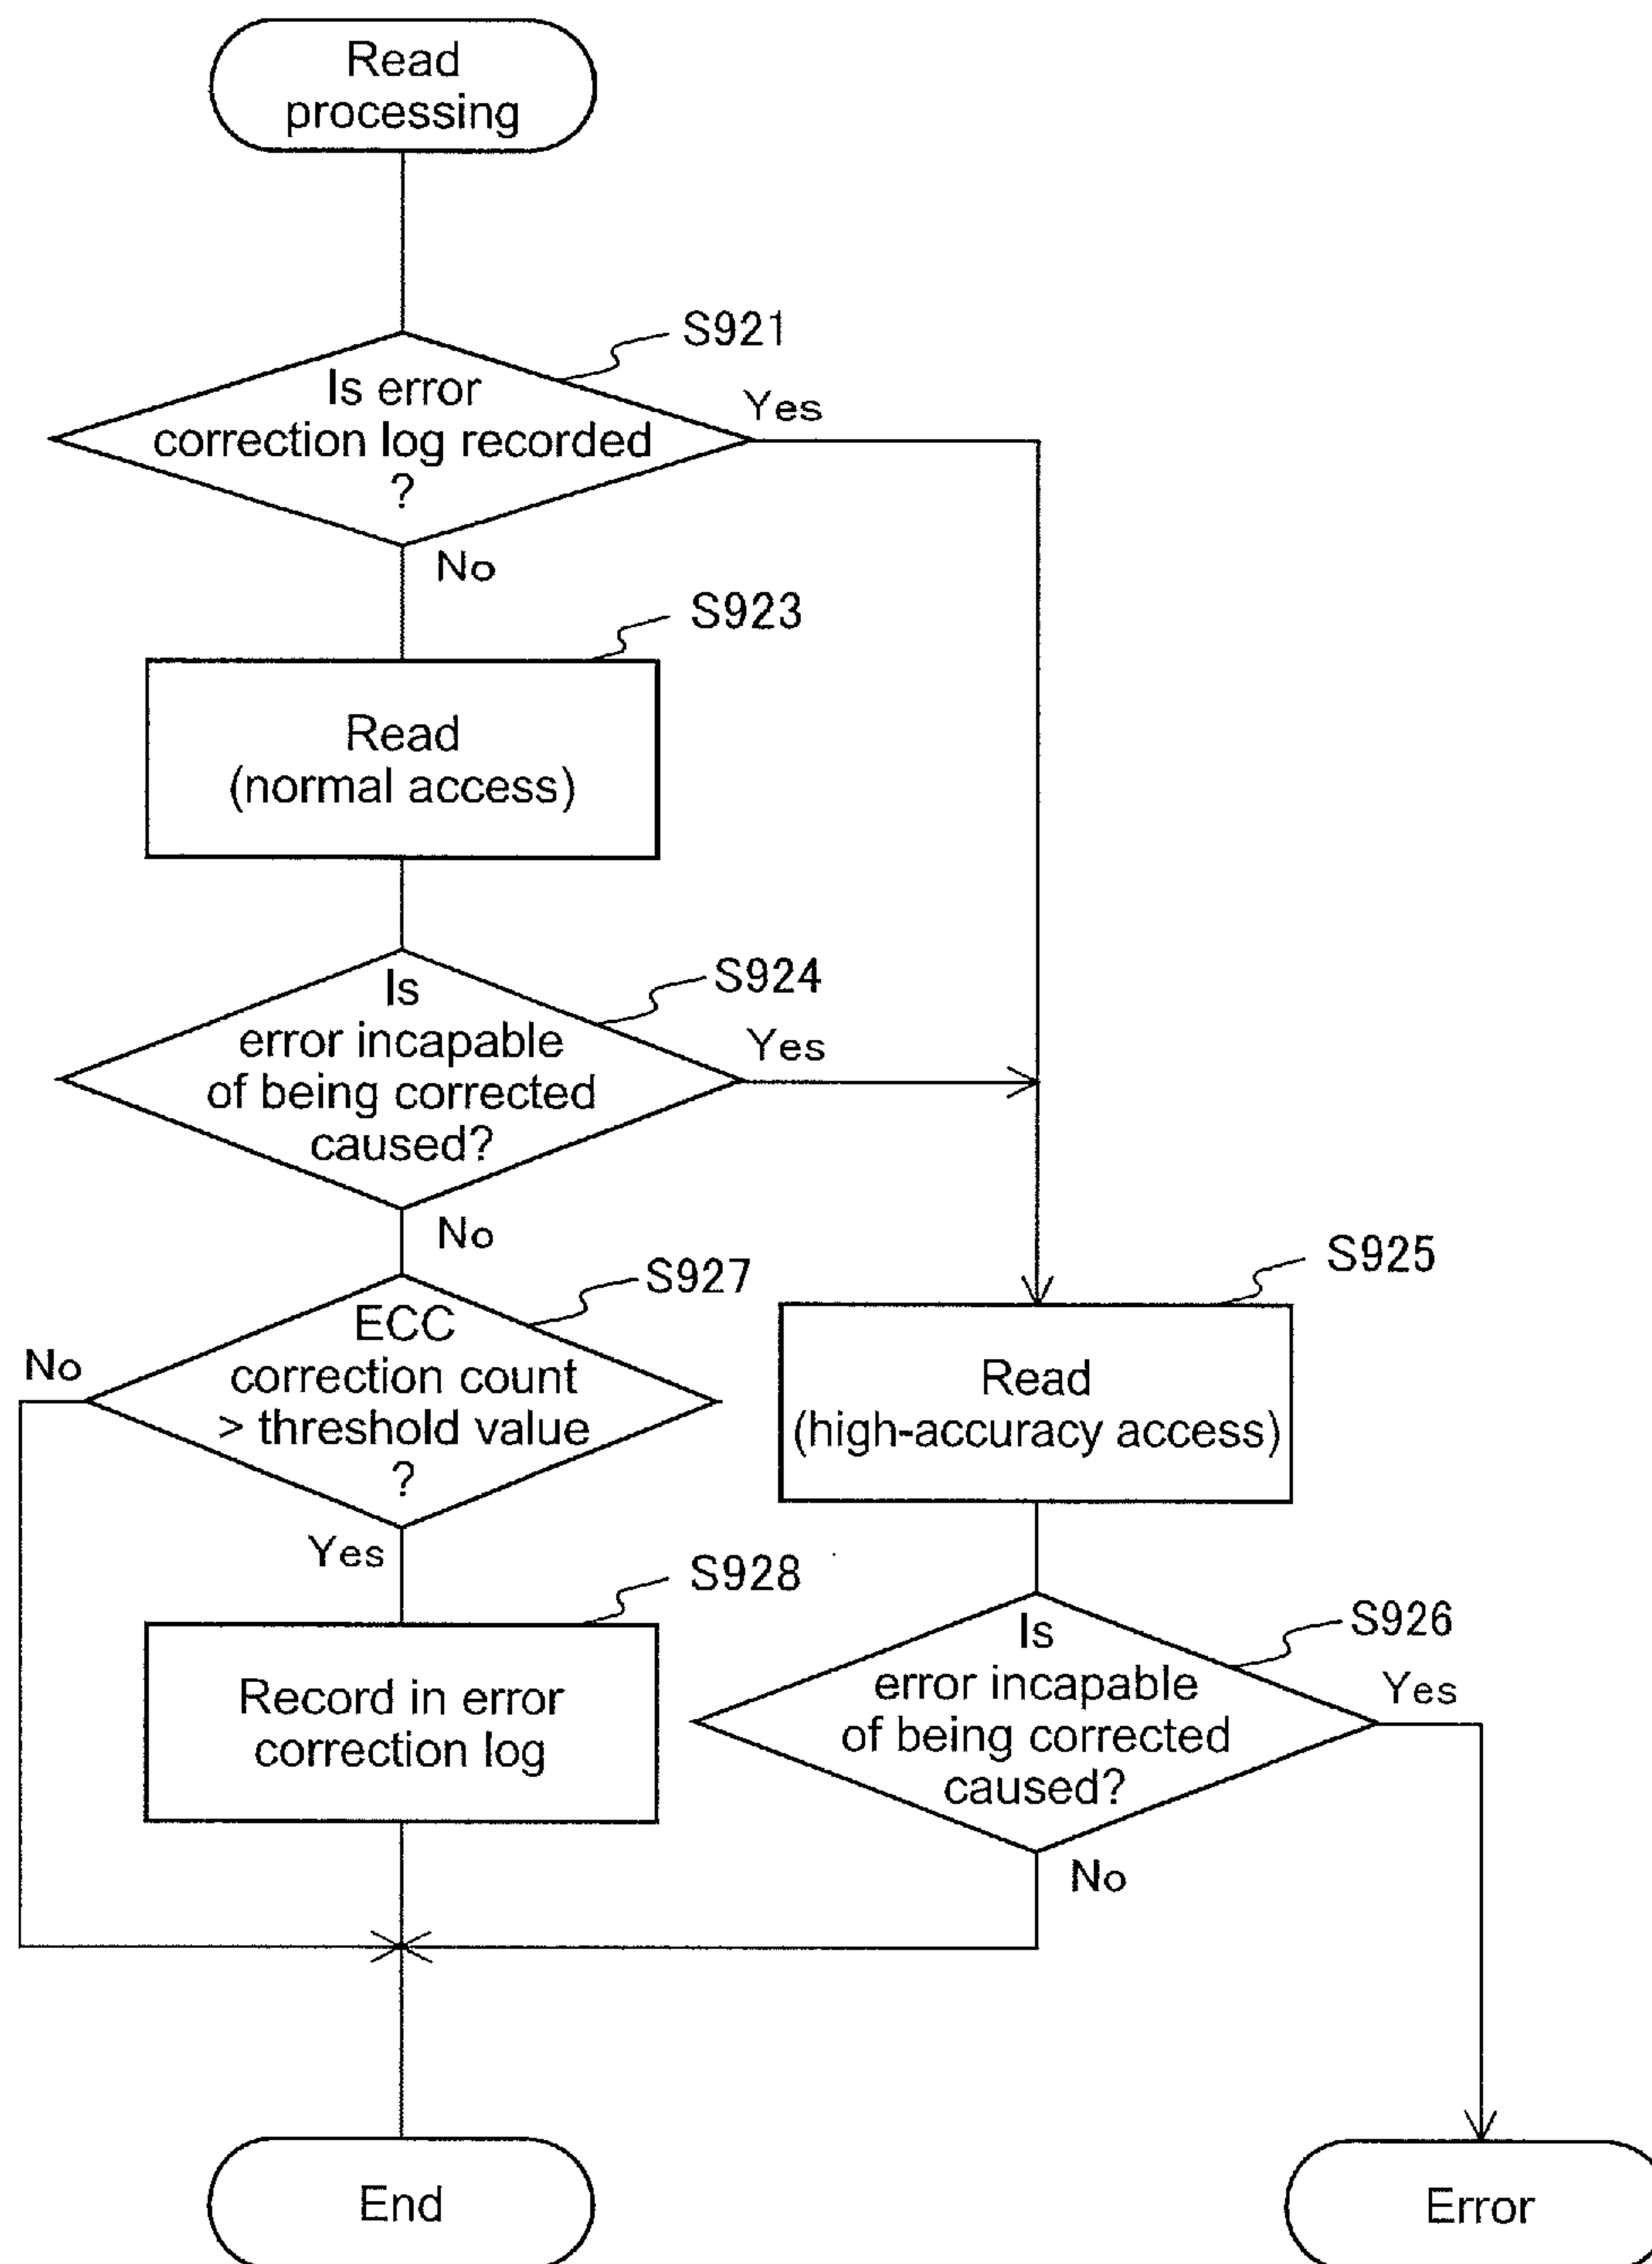 Read
processing
S921
Is error
correction log recorded
?
Yes
No
S923
Read
(normal access)
S924
Is
error incapable
of being corrected
caused?
Yes
No
S927
ECC
correction count
> threshold value
?
No
Yes
S925
Read
(high-accuracy access)
S928
Record in error
correction log
S926
Is
error incapable
of being corrected
caused?
Yes
No
End
Error